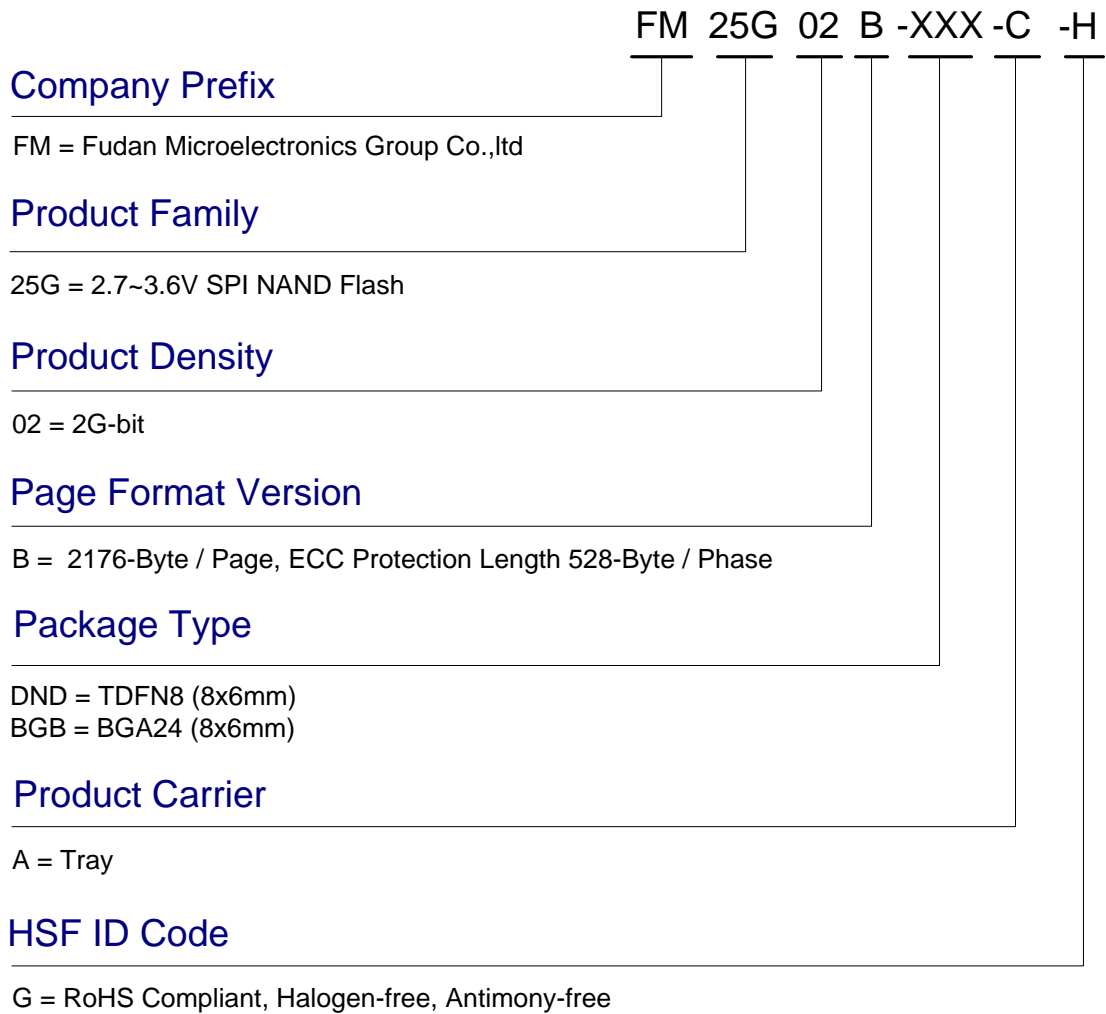 FM 25G 02 B -XXX -C -H
Company Prefix
FM = Fudan Microelectronics Group Co.,ltd
Product Family
25G = 2.7~3.6V SPI NAND Flash
Product Density
02 = 2G-bit
Page Format Version
B = 2176-Byte / Page, ECC Protection Length 528-Byte / Phase
Package Type
DND = TDFN8 (8x6mm)
BGB = BGA24 (8x6mm)
Product Carrier
A = Tray
HSF ID Code
G = RoHS Compliant, Halogen-free, Antimony-free